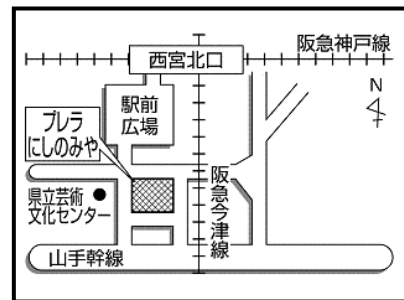 阪急神戸線
西宮北口
N
駅前
広場
プレラ
にしのみや
県立芸術
文化センター
阪急今津線
山手幹線